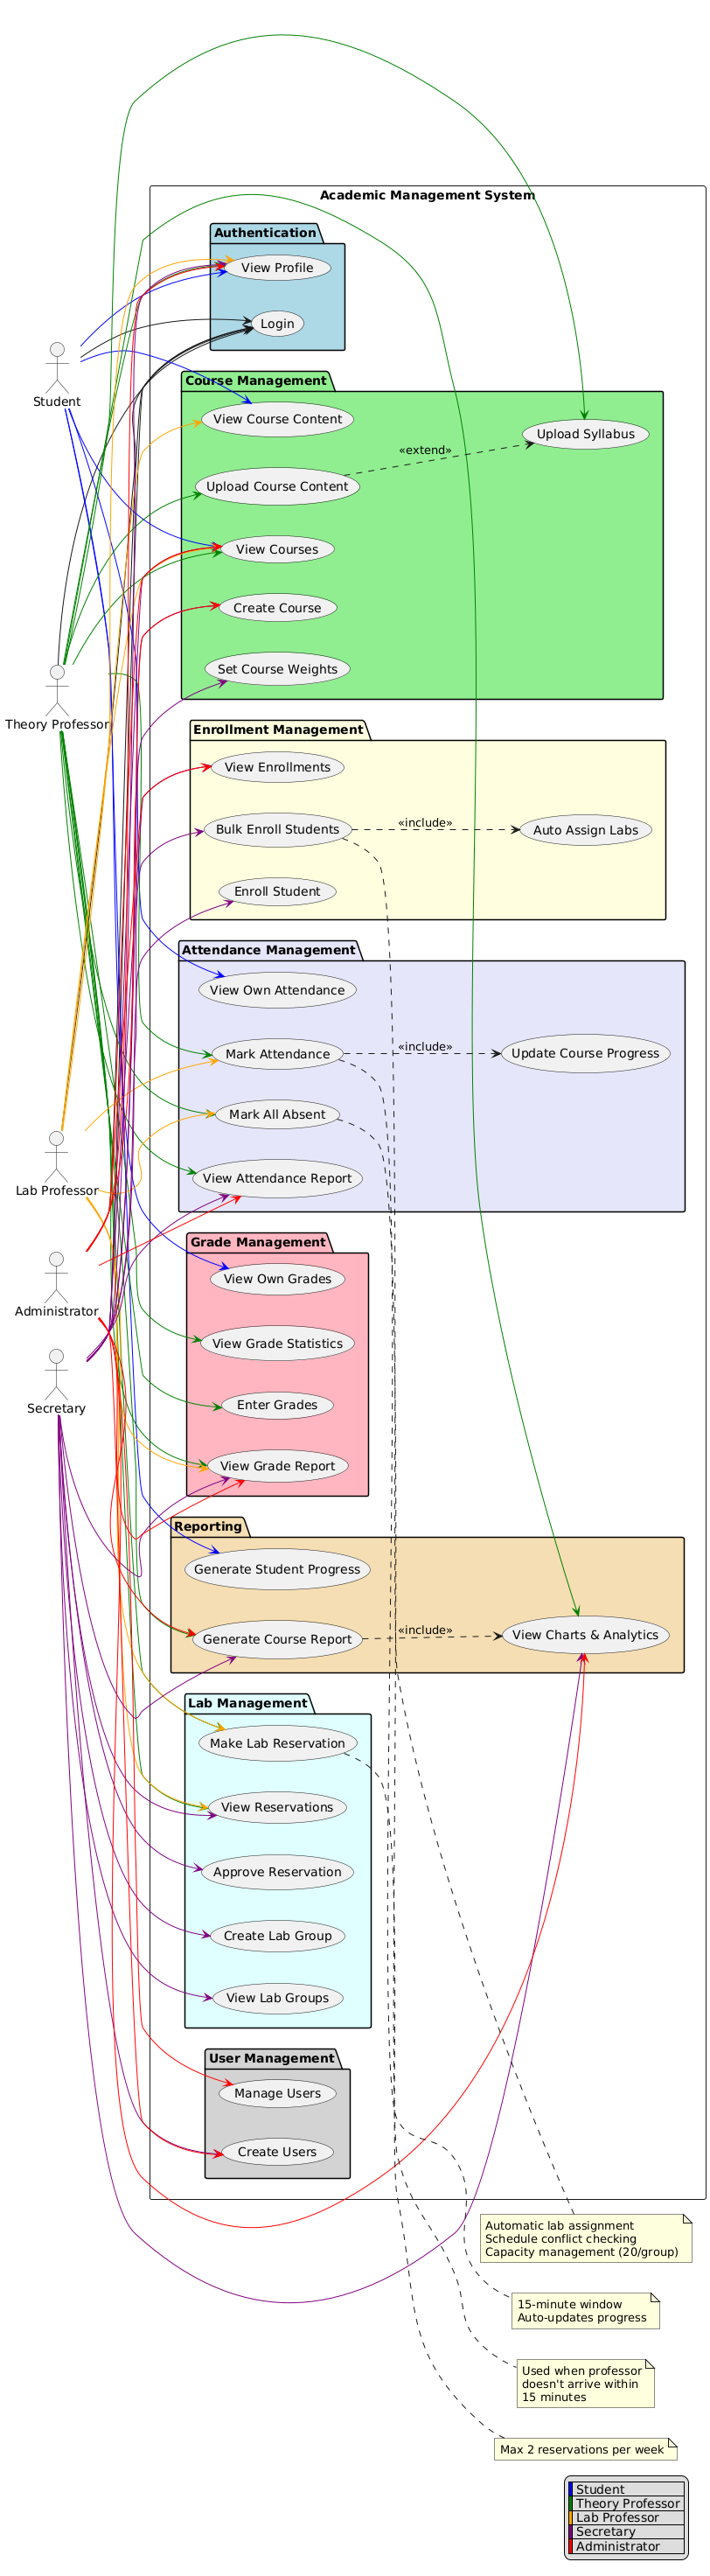 Academic Management System
Authentication
View Profile
Login
Student
Course Management
View Course Content
Upload Syllabus
«extend»
Upload Course Content
View Courses
Create Course
Set Course Weights
Theory Professor
Enrollment Management
View Enrollments
Bulk Enroll Students
«include»
Auto Assign Labs
Enroll Student
Attendance Management
View Own Attendance
Mark Attendance
«include»
Update Course Progress
Mark All Absent
View Attendance Report
Lab Professor
Grade Management
View Own Grades
Administrator
View Grade Statistics
Enter Grades
Secretary
View Grade Report
Reporting
Generate Student Progress
Generate Course Report
«include»
View Charts & Analytics
Lab Management
Make Lab Reservation
View Reservations
Approve Reservation
Create Lab Group
View Lab Groups
User Management
Manage Users
Create Users
Automatic lab assignment
Schedule conflict checking
Capacity management (20/group)
15-minute window
Auto-updates progress
Used when professor
doesn't arrive within
15 minutes
Max 2 reservations per week
Student
Theory Professor
Lab Professor
Secretary
Administrator